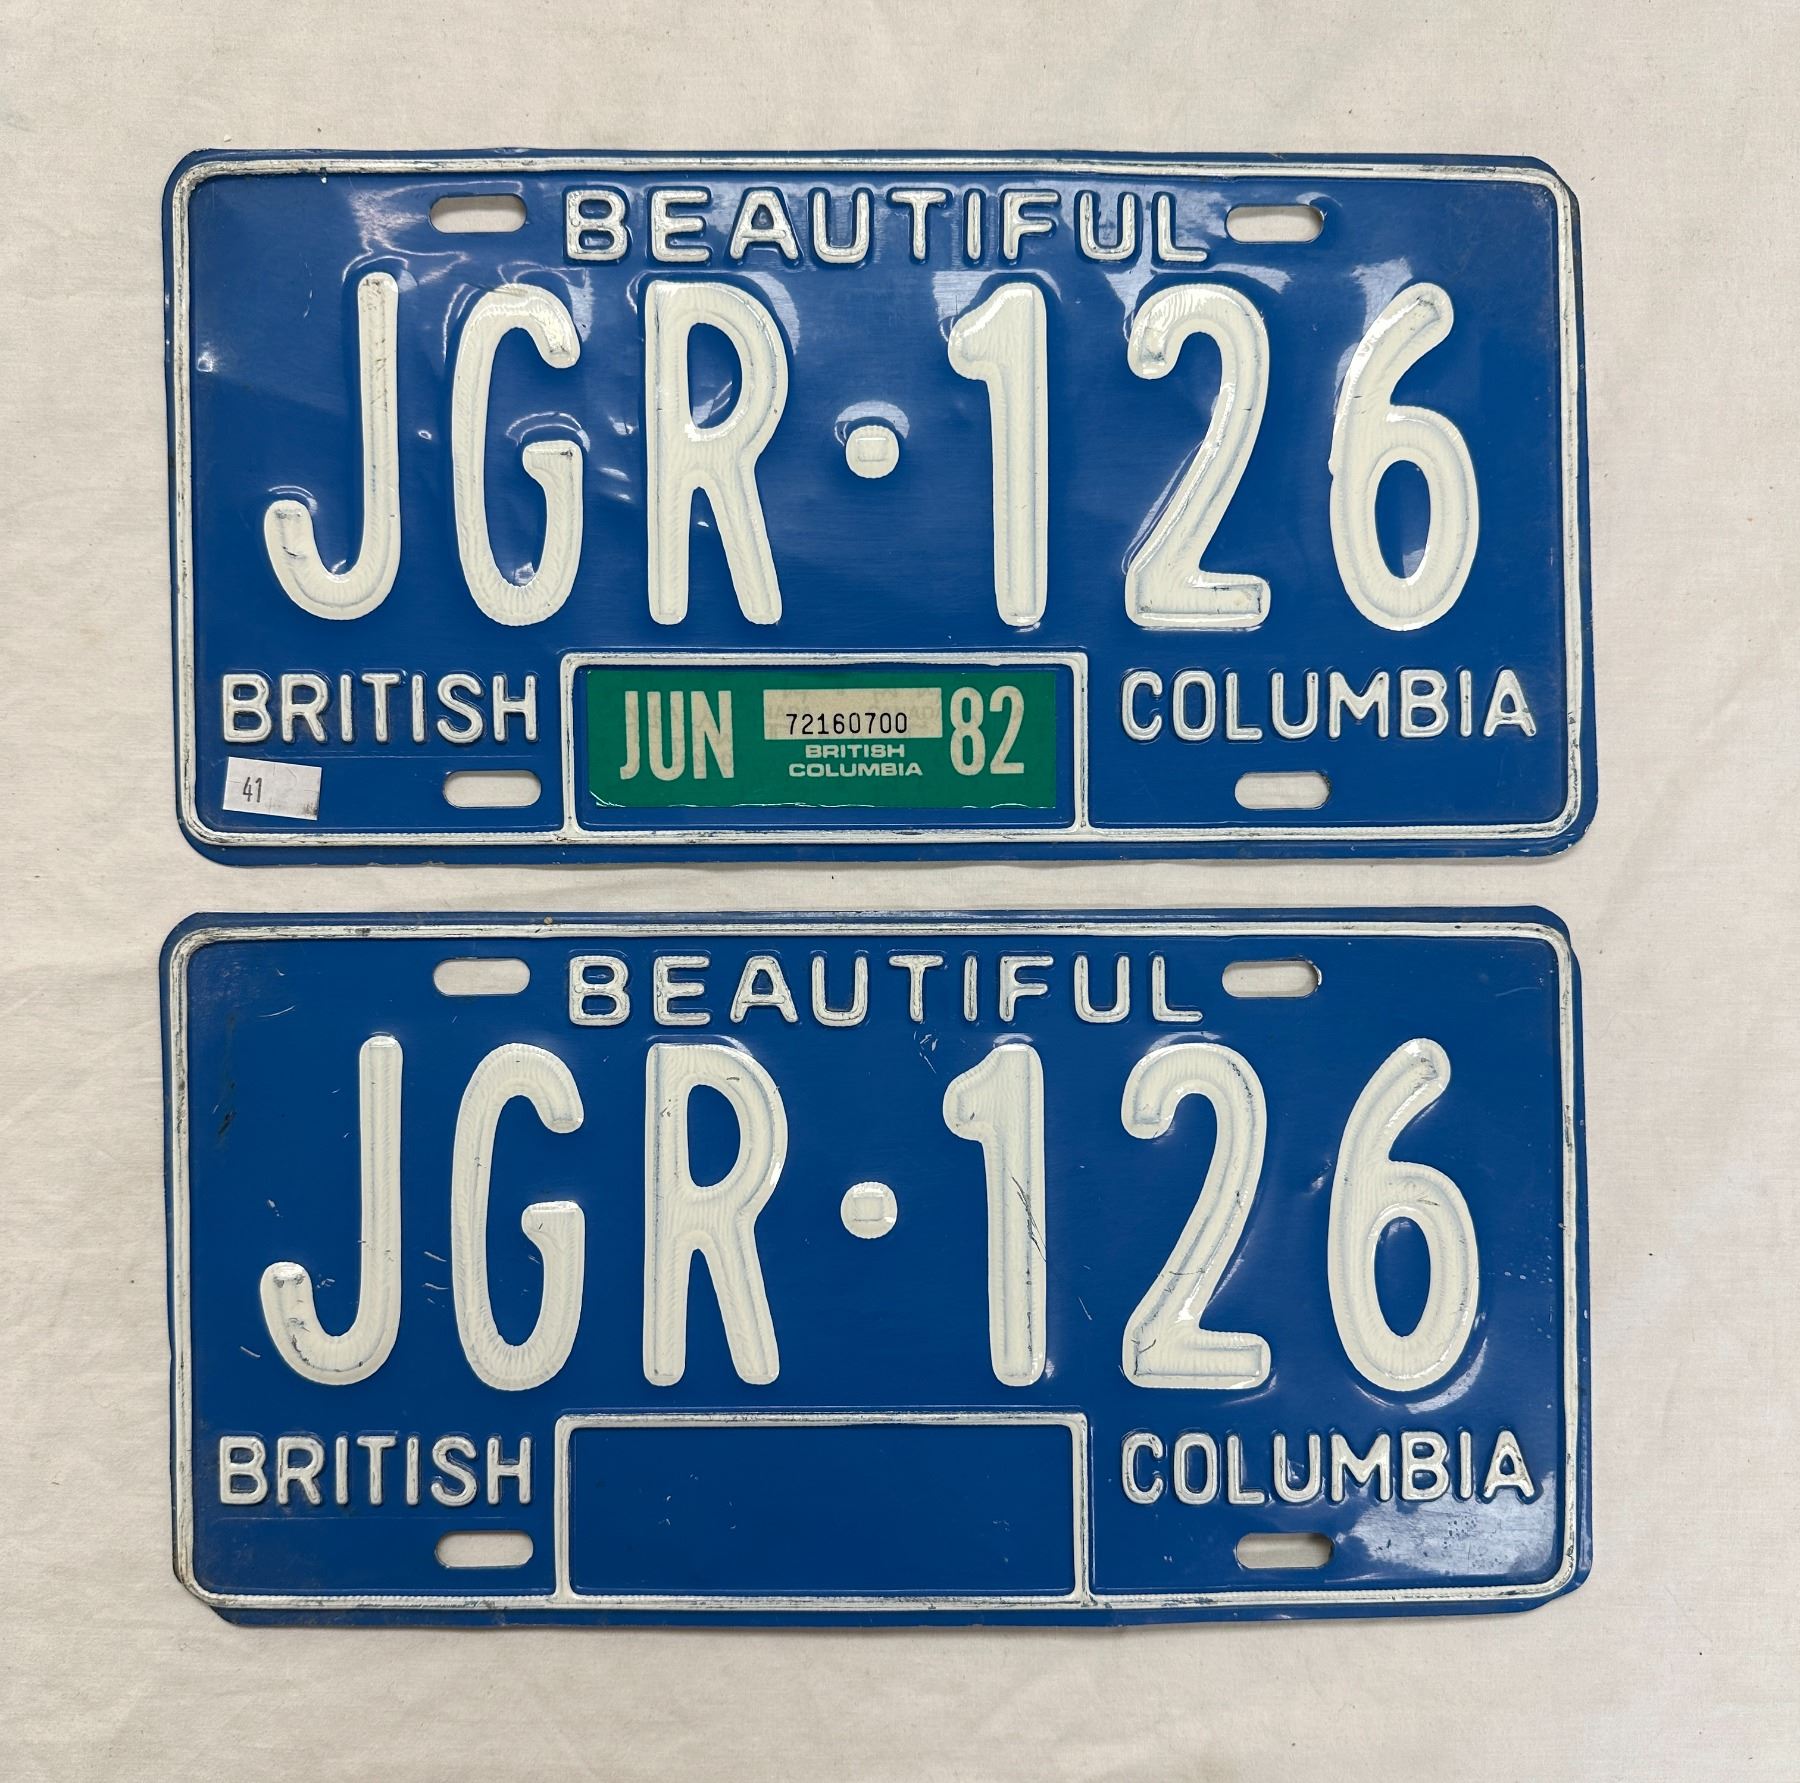 BEAUTIFUL
JGR·126
BRITISH JUN 72160700 82 COLUMBIA
BRITISH
COLUMBIA
41
BEAUTIFUL
JGR·126
BRITISH COLUMBIA